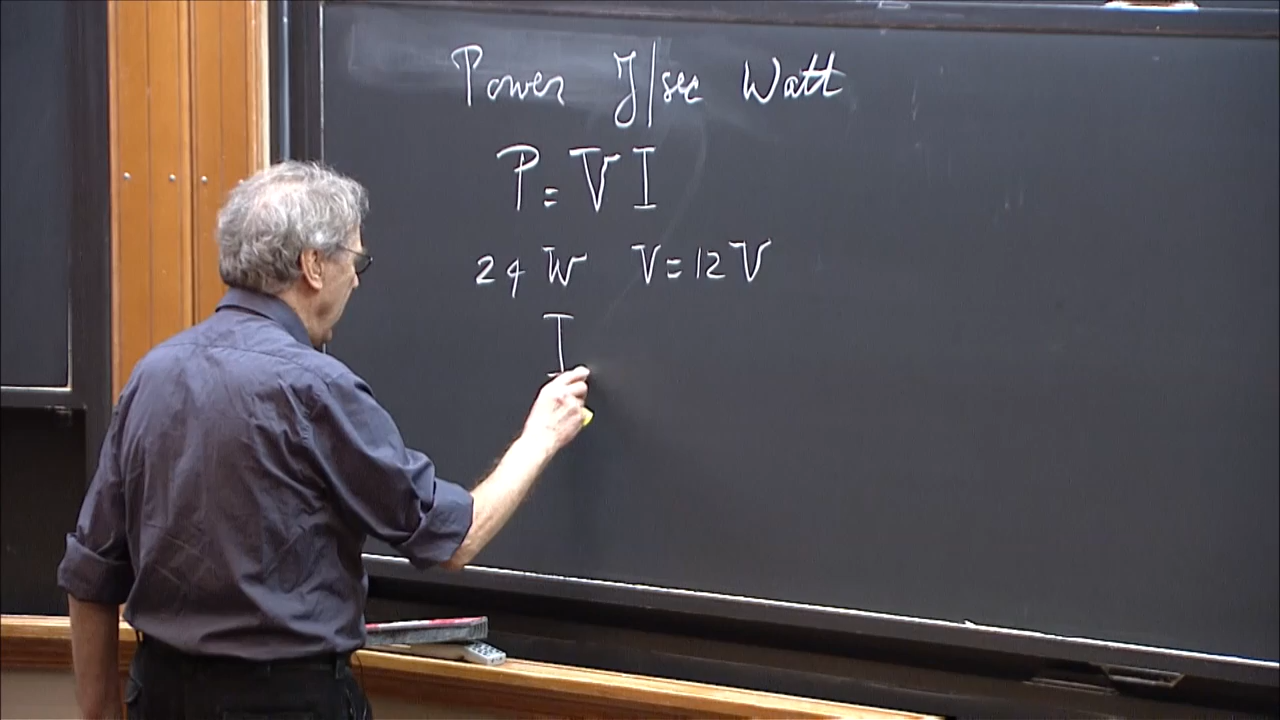 Power J/sec Watt
P = V I
24 W V = 12 V
I